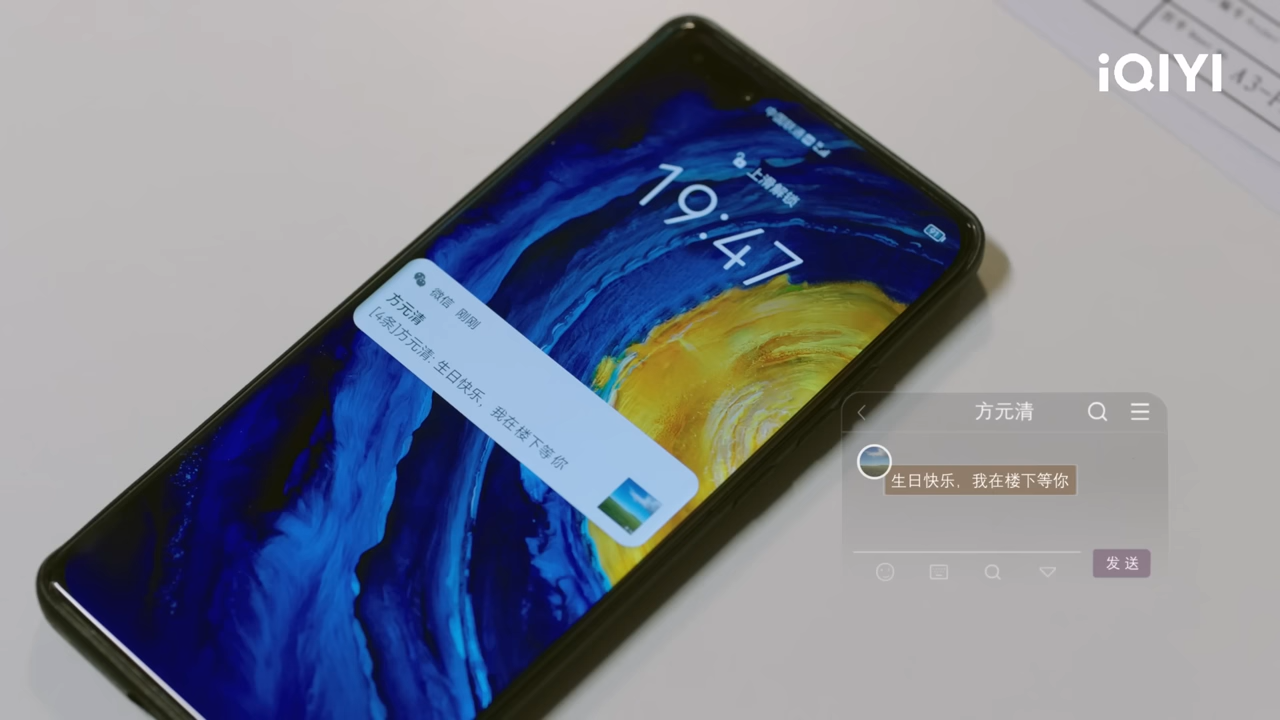 iQIYI
A3-
上滑解锁
19:47
93
微信 刚刚
方元清
[4条]方元清: 生日快乐，我在楼下等你
方元清
生日快乐，我在楼下等你
发送